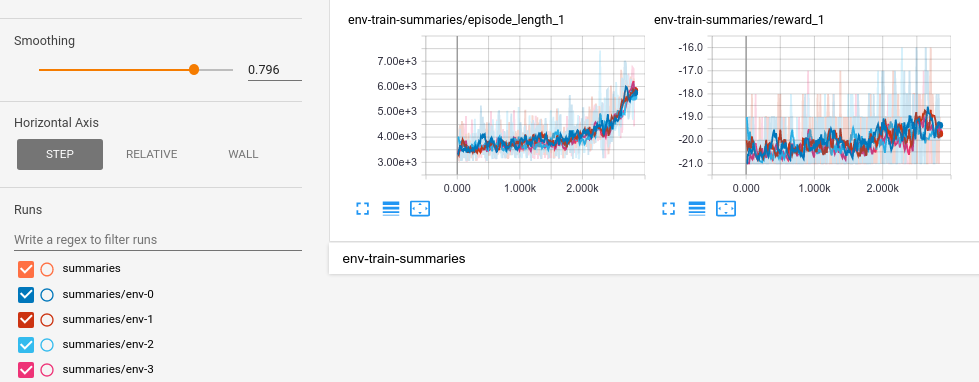 Smoothing
0.796
Horizontal Axis
STEP RELATIVE WALL
Runs
Write a regex to filter runs
summaries
summaries/env-0
summaries/env-1
summaries/env-2
summaries/env-3
env-train-summaries/episode_length_1
7.00e+3
6.00e+3
5.00e+3
4.00e+3
3.00e+3
0.000 1.000k 2.000k
env-train-summaries/reward_1
-16.0
-17.0
-18.0
-19.0
-20.0
-21.0
0.000 1.000k 2.000k
env-train-summaries